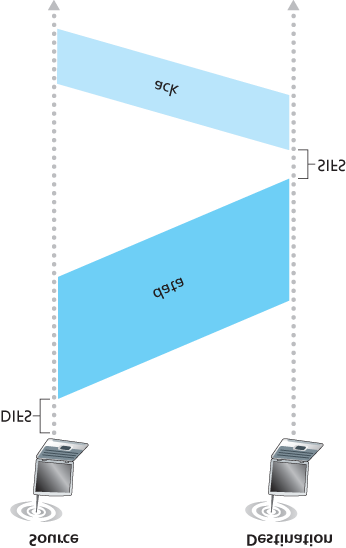 Source
Destination
DIFS
data
SIFS
ack